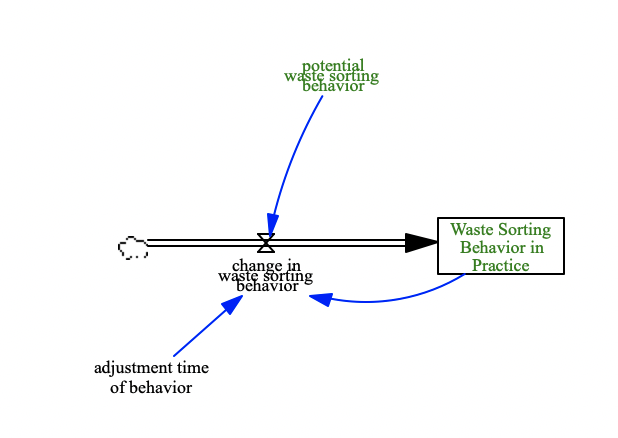 potential
waste sorting
behavior
Waste Sorting
Behavior in
Practice
change in
waste sorting
behavior
adjustment time
of behavior